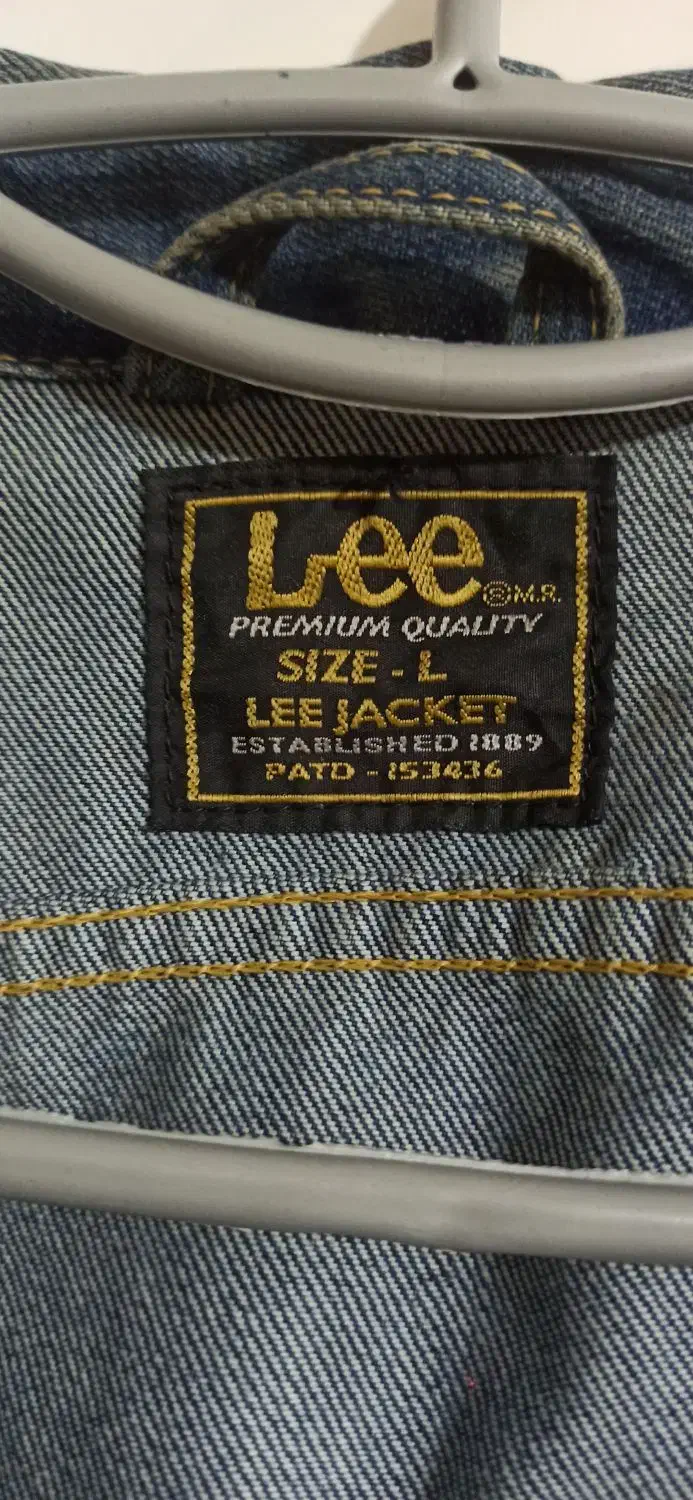 Lee ® M.R.
PREMIUM QUALITY
SIZE - L
LEE JACKET
ESTABLISHED 1889
PATD - 153436